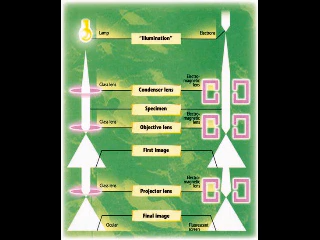 Lamp
"Illumination"
Electrons
Glass lens
Condenser lens
Electro-
magnetic
lens
Specimen
Glass lens
Objective lens
Electro-
magnetic
lens
First image
Glass lens
Projector lens
Electro-
magnetic
lens
Final image
Ocular
Fluorescent
screen